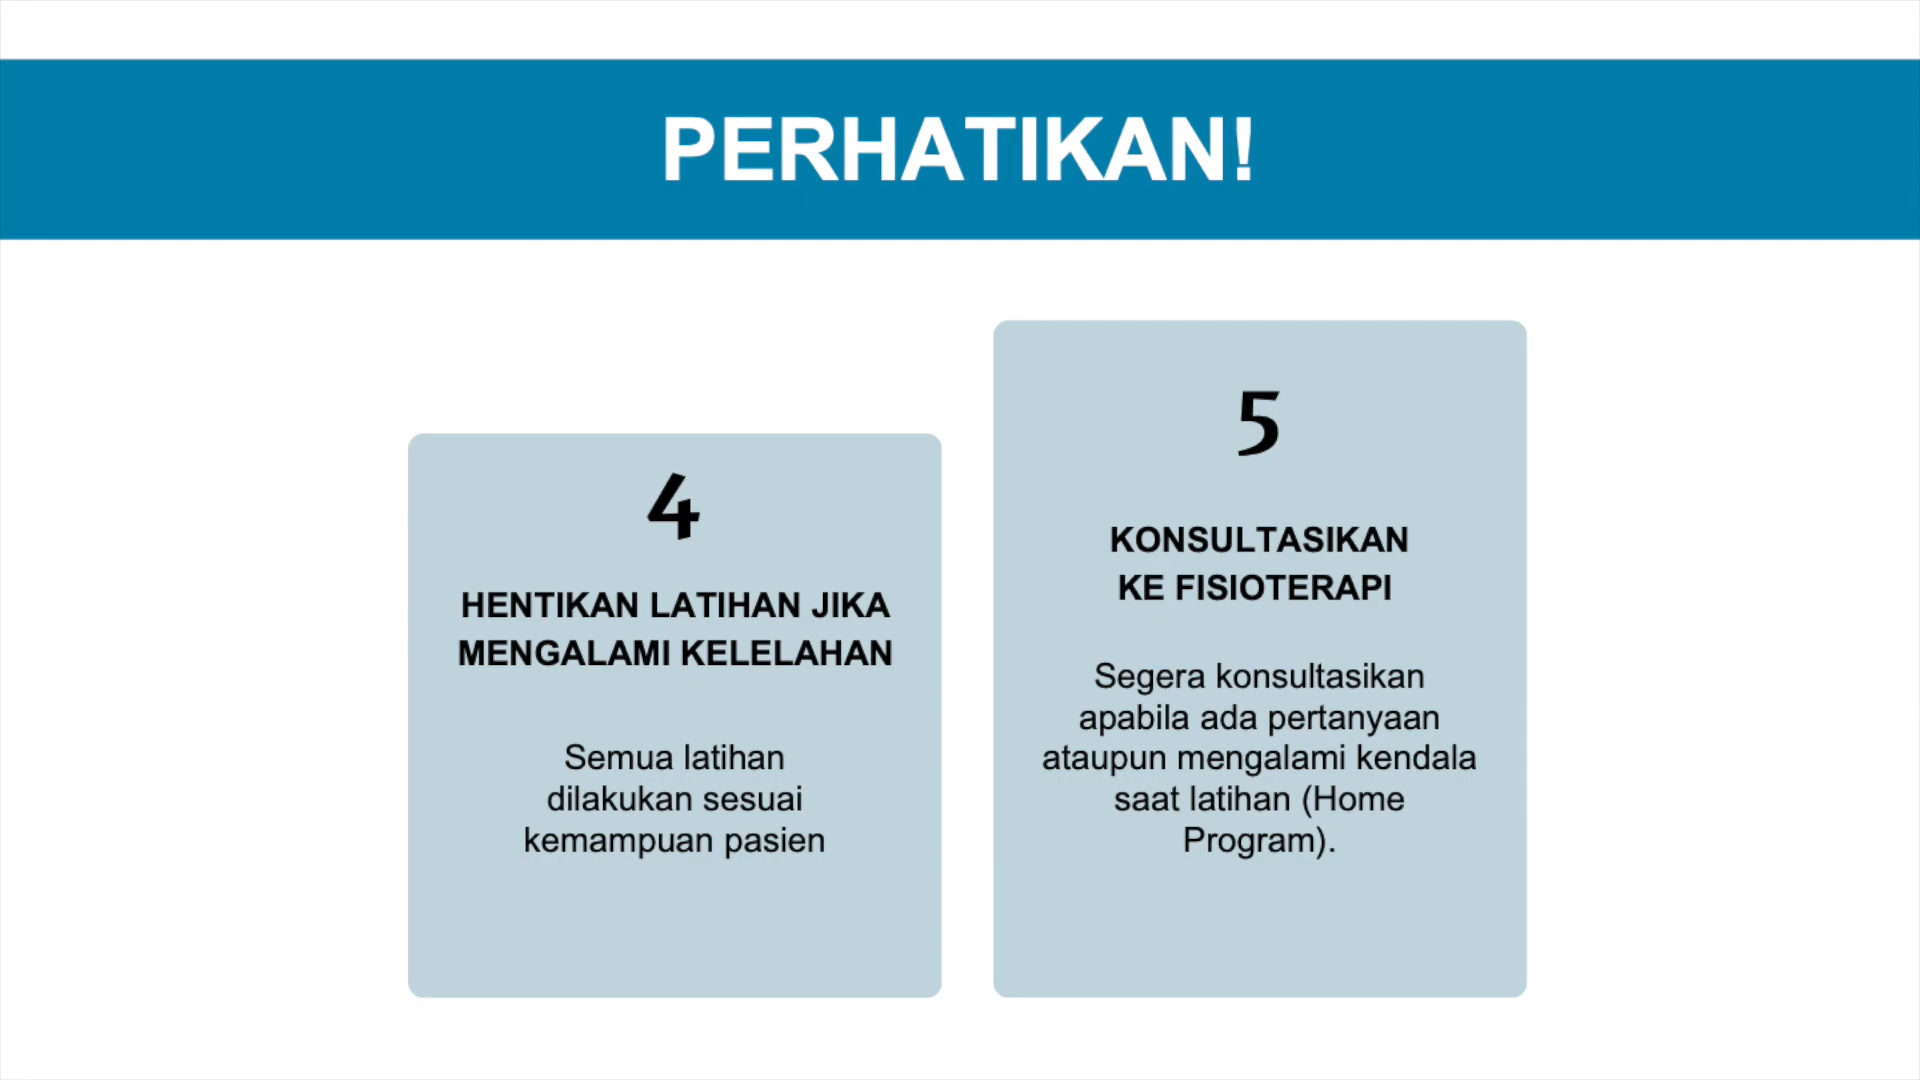 PERHATIKAN!
4
HENTIKAN LATIHAN JIKA
MENGALAMI KELELAHAN
Semua latihan
dilakukan sesuai
kemampuan pasien
5
KONSULTASIKAN
KE FISIOTERAPI
Segera konsultasikan
apabila ada pertanyaan
ataupun mengalami kendala
saat latihan (Home
Program).